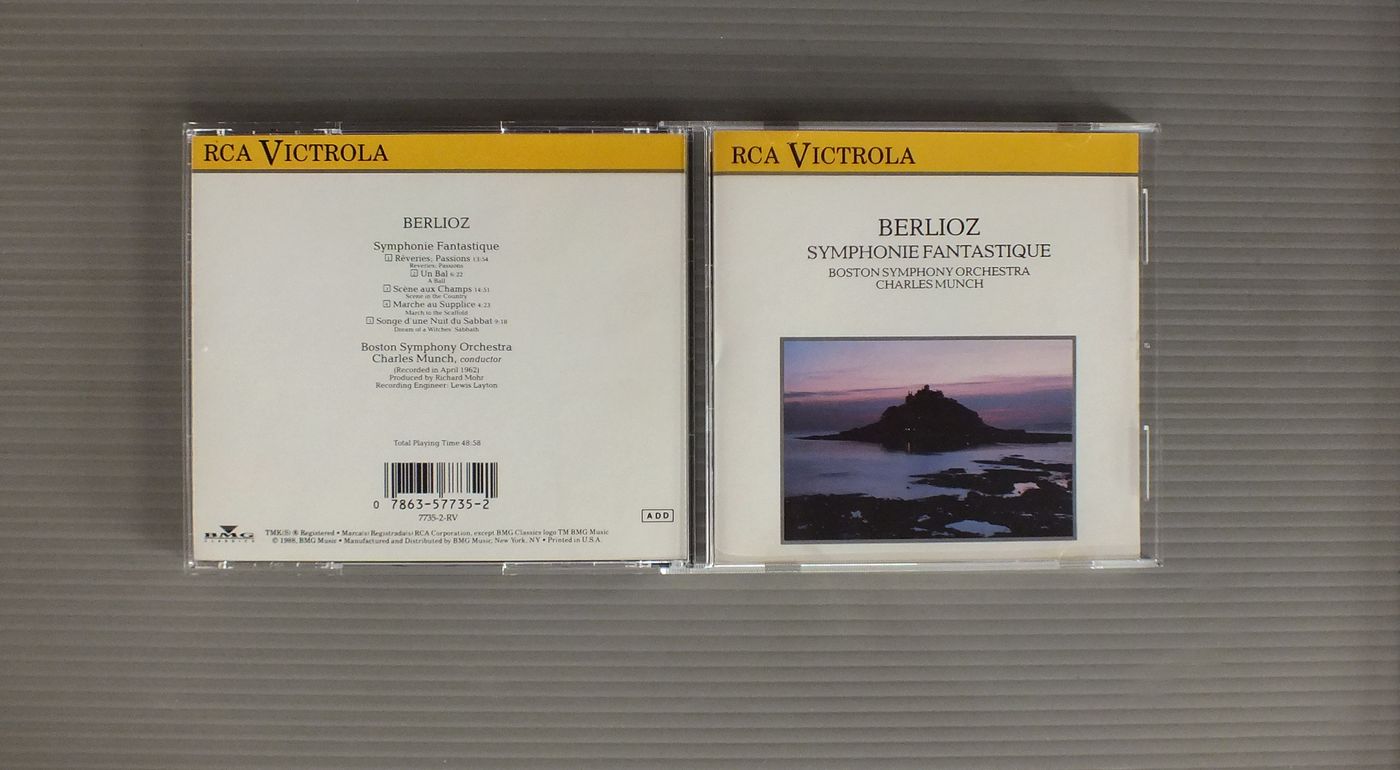 RCA VICTROLA
BERLIOZ
Symphonie Fantastique
1 Rêveries; Passions 13:54
Reveries; Passions
2 Un Bal 6:22
A Ball
3 Scène aux Champs 14:51
Scene in the Country
4 Marche au Supplice 4:23
March to the Scaffold
5 Songe d'une Nuit du Sabbat 9:18
Dream of a Witches' Sabbath
Boston Symphony Orchestra
Charles Munch, conductor
(Recorded in April 1962)
Produced by Richard Mohr
Recording Engineer: Lewis Layton
Total Playing Time 48:58
0 7863-57735-2
7735-2-RV
ADD
BMG
CLASSICS
TMK(S) ® Registered • Marca(s) Registrada(s) RCA Corporation, except BMG Classics logo TM BMG Music
© 1988, BMG Music • Manufactured and Distributed by BMG Music, New York, NY • Printed in U.S.A.
RCA VICTROLA
BERLIOZ
SYMPHONIE FANTASTIQUE
BOSTON SYMPHONY ORCHESTRA
CHARLES MUNCH